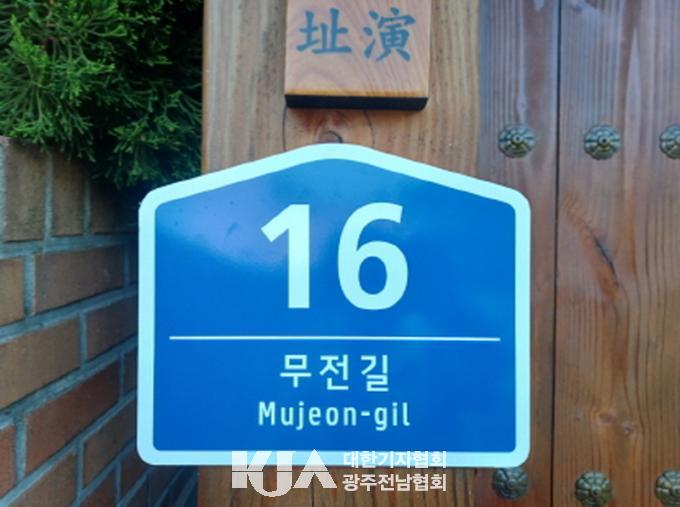 址演
16
무전길
Mujeon-gil
KJA 대한기자협회
광주전남협회